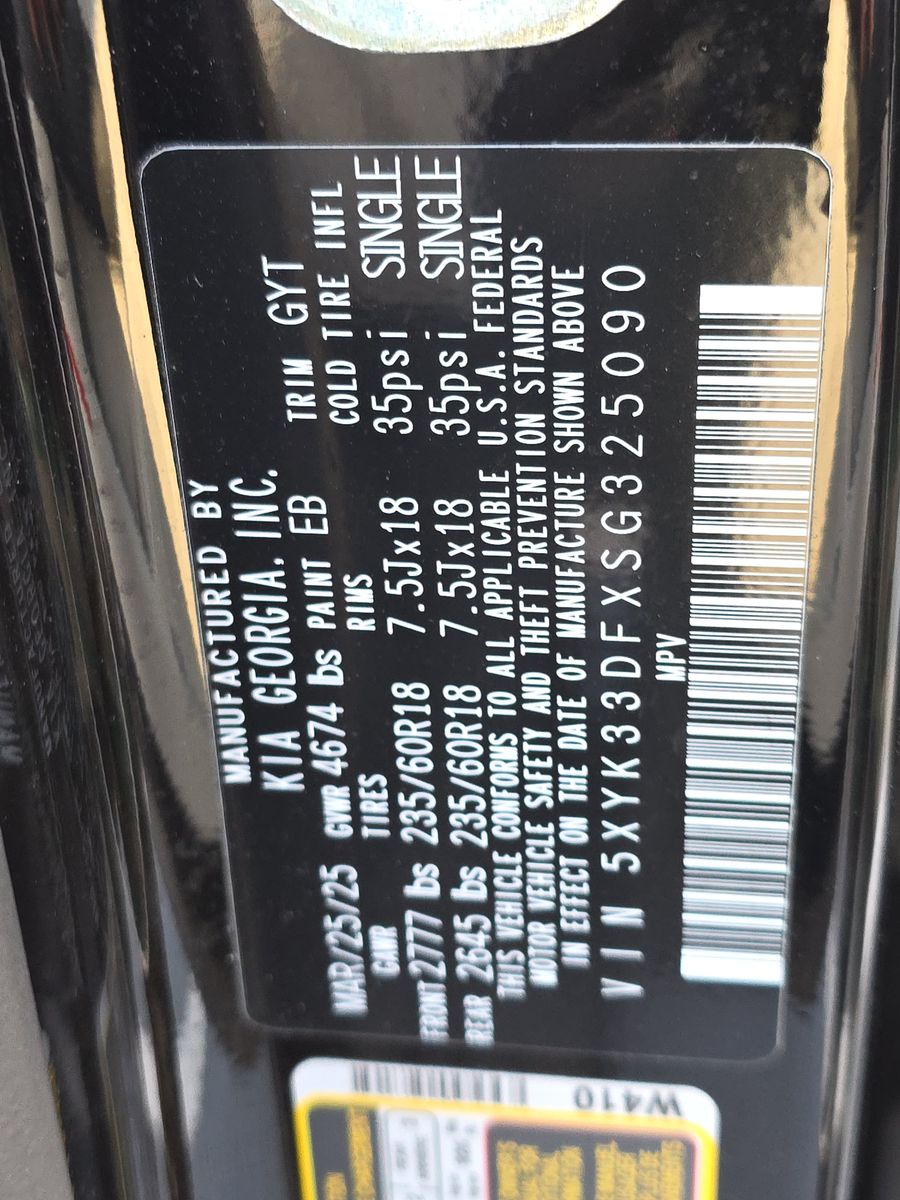 MANUFACTURED BY
KIA GEORGIA, INC.
MAR/25/25 GVWR 4674 lbs PAINT EB TRIM GYT
GAWR TIRES RIMS COLD TIRE INFL
FRONT 2777 lbs 235/60R18 7.5Jx18 35psi SINGLE
REAR 2645 lbs 235/60R18 7.5Jx18 35psi SINGLE
THIS VEHICLE CONFORMS TO ALL APPLICABLE U.S.A. FEDERAL
MOTOR VEHICLE SAFETY AND THEFT PREVENTION STANDARDS
IN EFFECT ON THE DATE OF MANUFACTURE SHOWN ABOVE
VIN 5XYK33DFXSG325090
MPV
W410